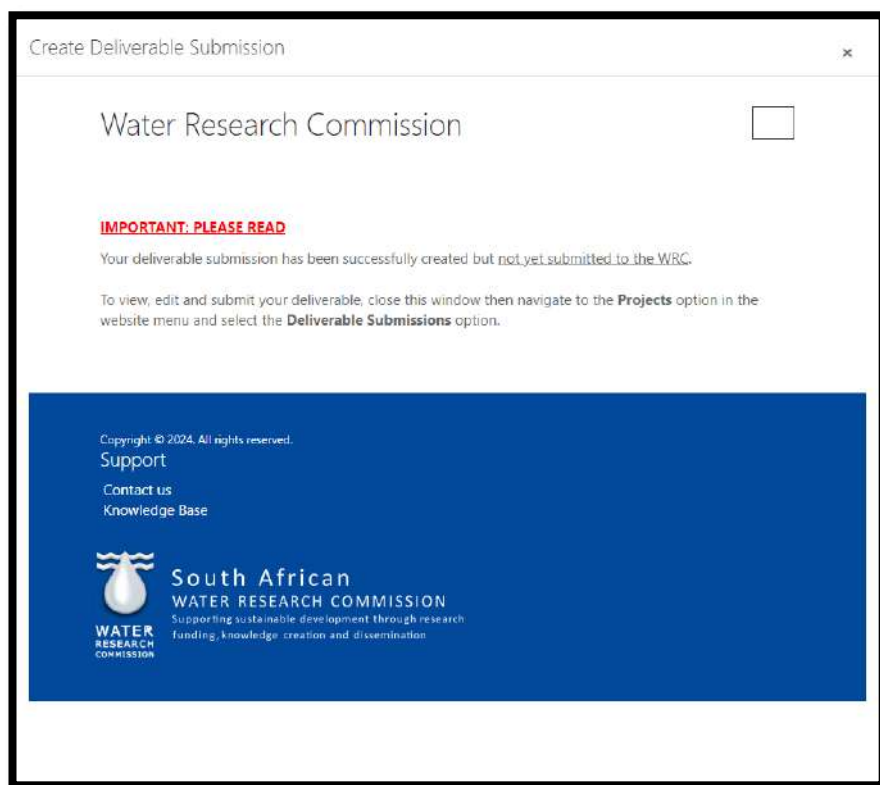 Create Deliverable Submission
×
Water Research Commission
IMPORTANT: PLEASE READ
Your deliverable submission has been successfully created but not yet submitted to the WRC.
To view, edit and submit your deliverable, close this window then navigate to the Projects option in the
website menu and select the Deliverable Submissions option.
Copyright © 2024. All rights reserved.
Support
Contact us
Knowledge Base
South African
WATER RESEARCH COMMISSION
Supporting sustainable development through research
funding, knowledge creation and dissemination
WATER
RESEARCH
COMMISSION